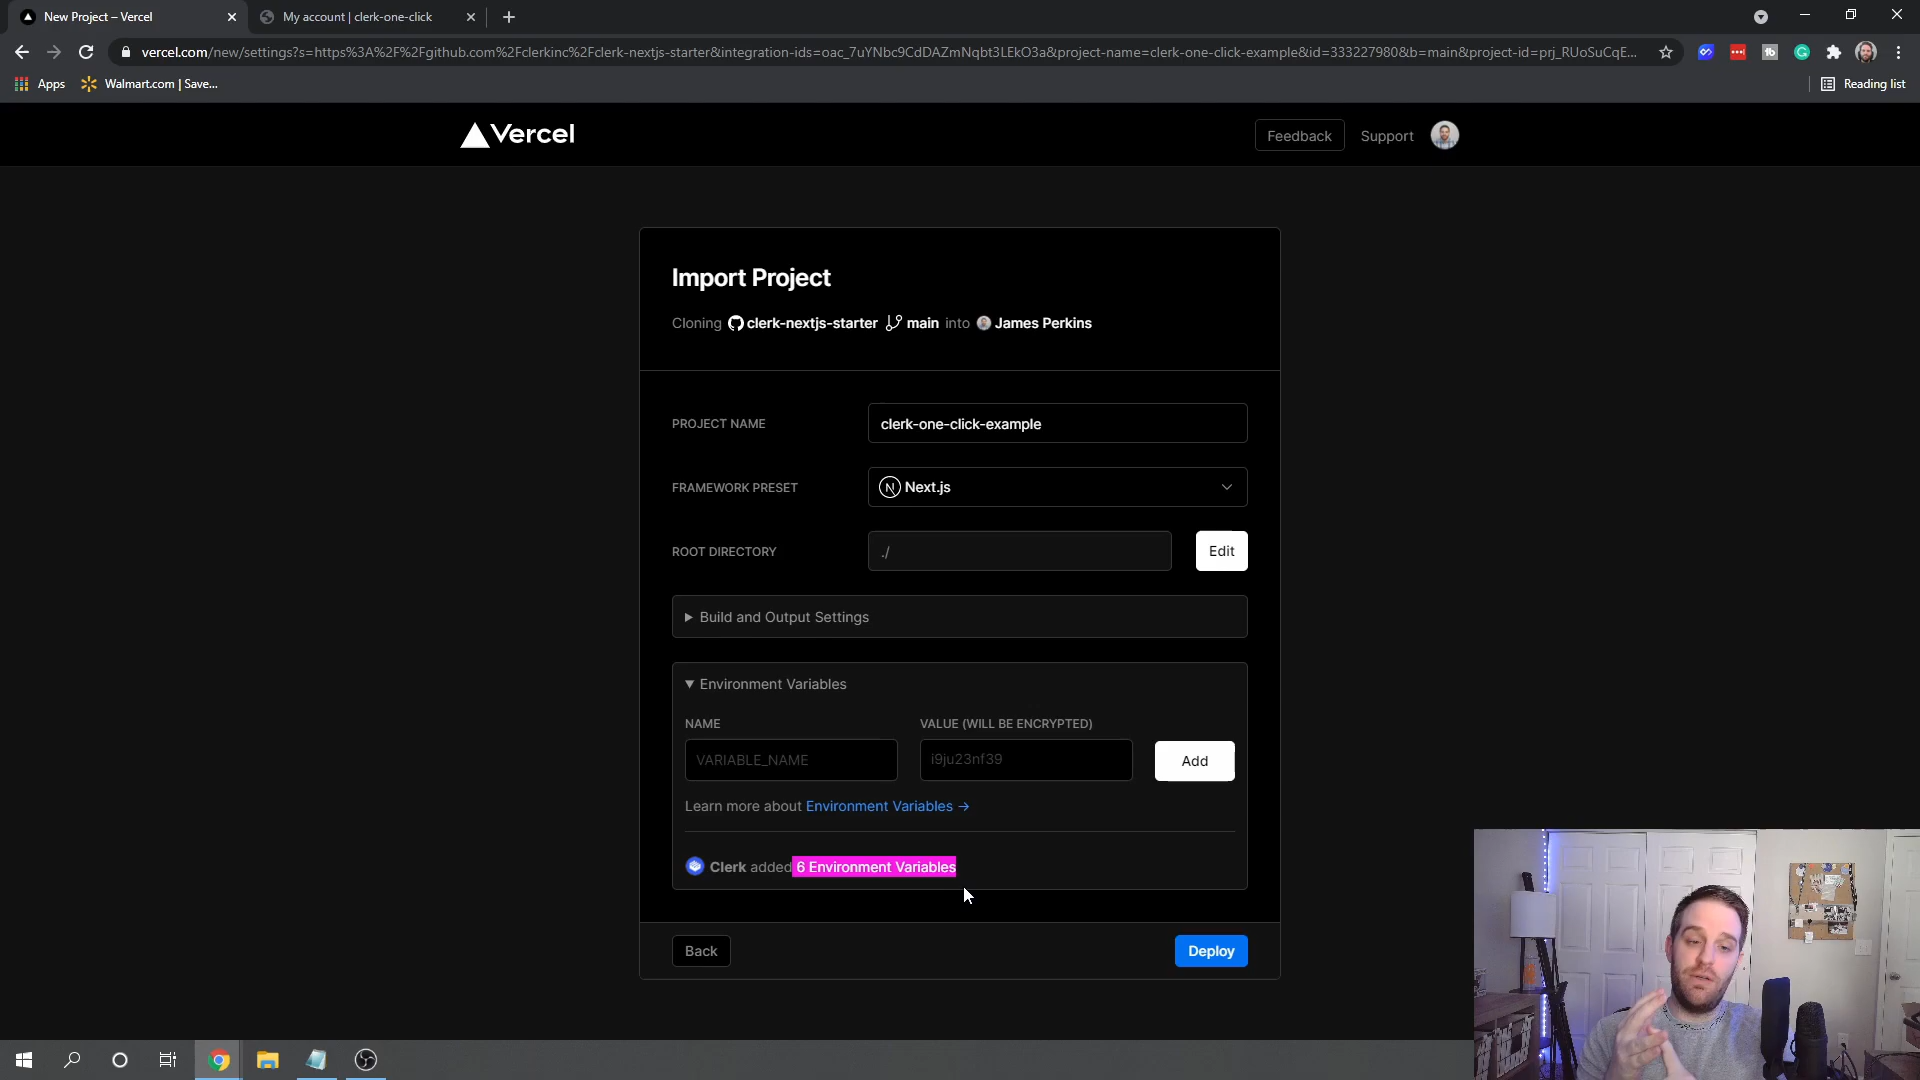 New Project – Vercel
My account | clerk-one-click
vercel.com/new/settings?s=https%3A%2F%2Fgithub.com%2Fclerkinc%2Fclerk-nextjs-starter&integration-ids=oac_7uYNbc9CdDAZmNqbt3LEkO3a&project-name=clerk-one-click-example&id=333227980&b=main&project-id=prj_RUoSuCqE...
Apps
Walmart.com | Save...
Reading list
Vercel
Feedback
Support
Import Project
Cloning clerk-nextjs-starter main into James Perkins
PROJECT NAME
clerk-one-click-example
FRAMEWORK PRESET
N Next.js
ROOT DIRECTORY
./
Edit
Build and Output Settings
Environment Variables
NAME
VALUE (WILL BE ENCRYPTED)
VARIABLE_NAME
i9ju23nf39
Add
Learn more about Environment Variables →
Clerk added 6 Environment Variables
Back
Deploy